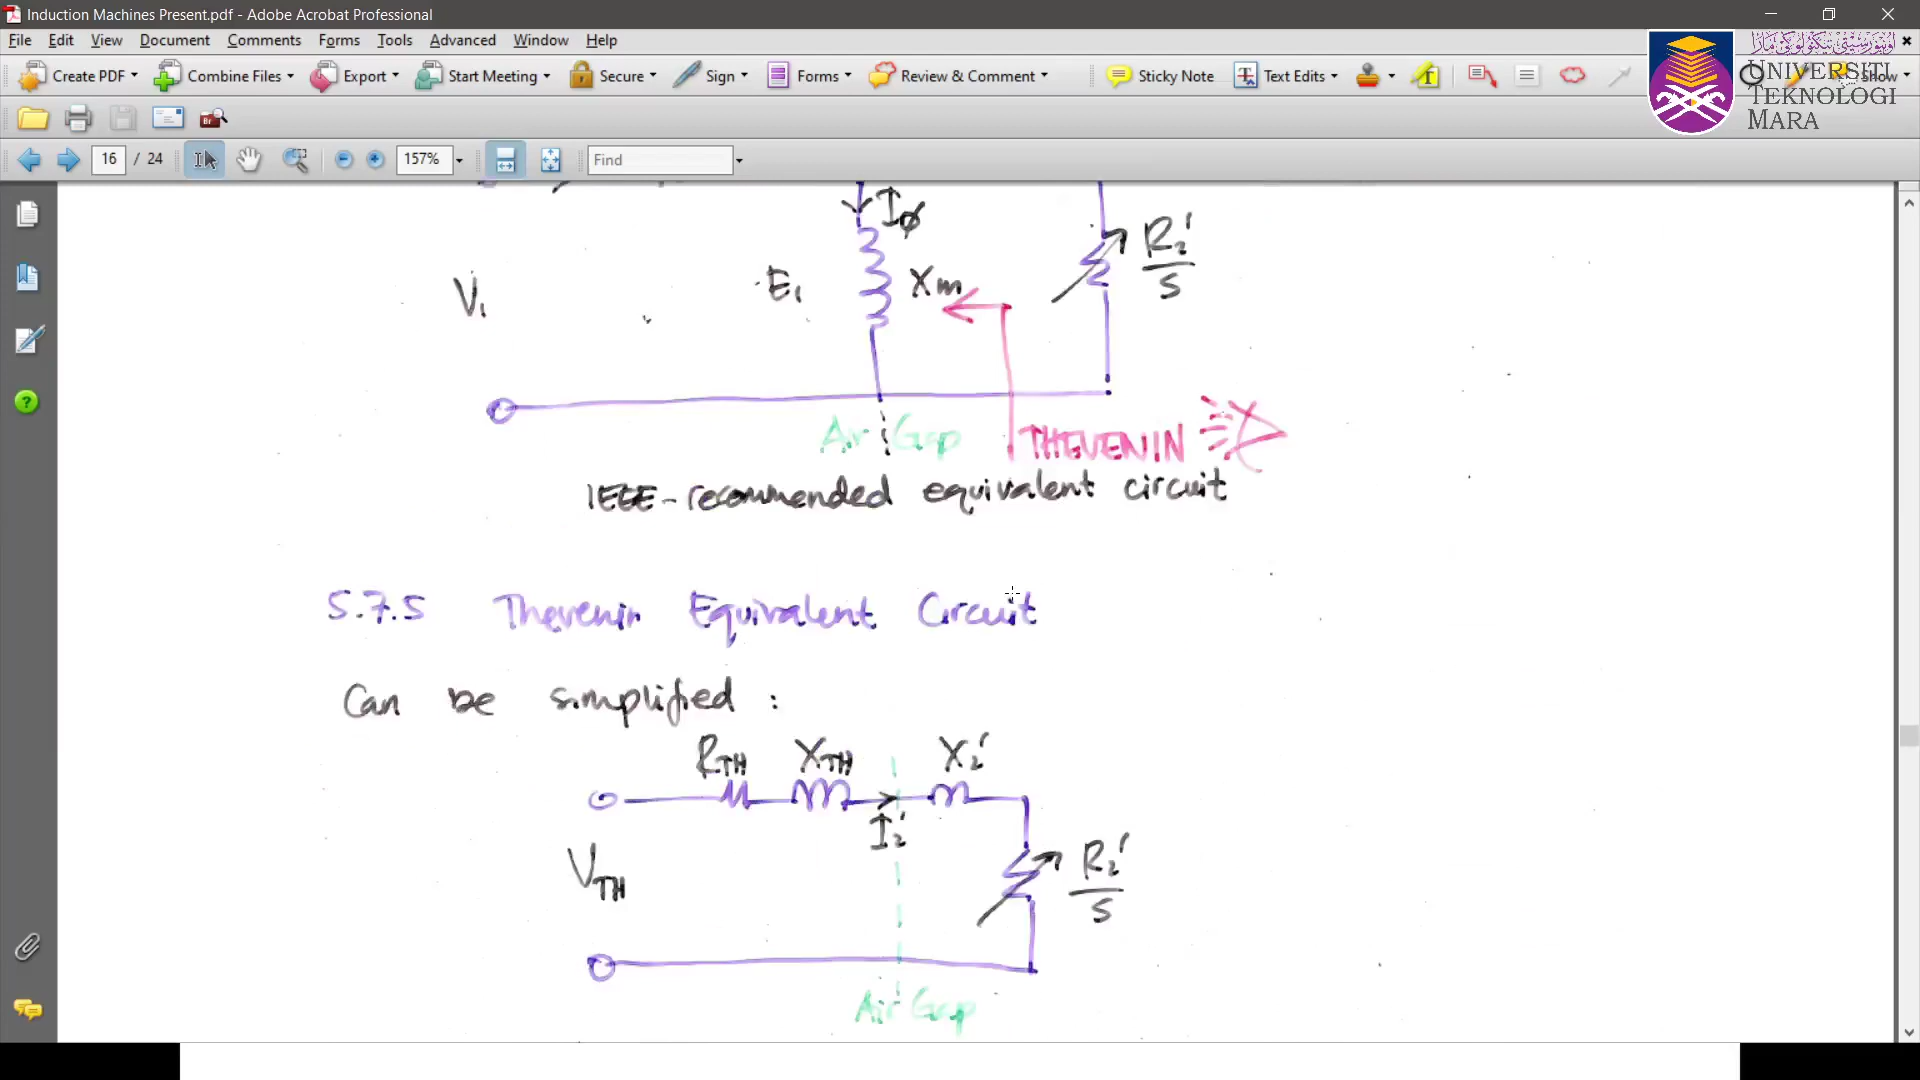 Induction Machines Present.pdf - Adobe Acrobat Professional
File Edit View Document Comments Forms Tools Advanced Window Help
Create PDF Combine Files Export Start Meeting Secure Sign Forms Review & Comment Sticky Note Text Edits Show
UNIVERSITI
TEKNOLOGI
MARA
16 / 24 157% Find
Iϕ
V₁ E₁ Xm R₂'/s
Air Gap THEVENIN
IEEE-recommended equivalent circuit
5.7.5 Thevenin Equivalent Circuit
Can be simplified :
RTH XTH X₂'
I₂'
VTH R₂'/s
Air Gap